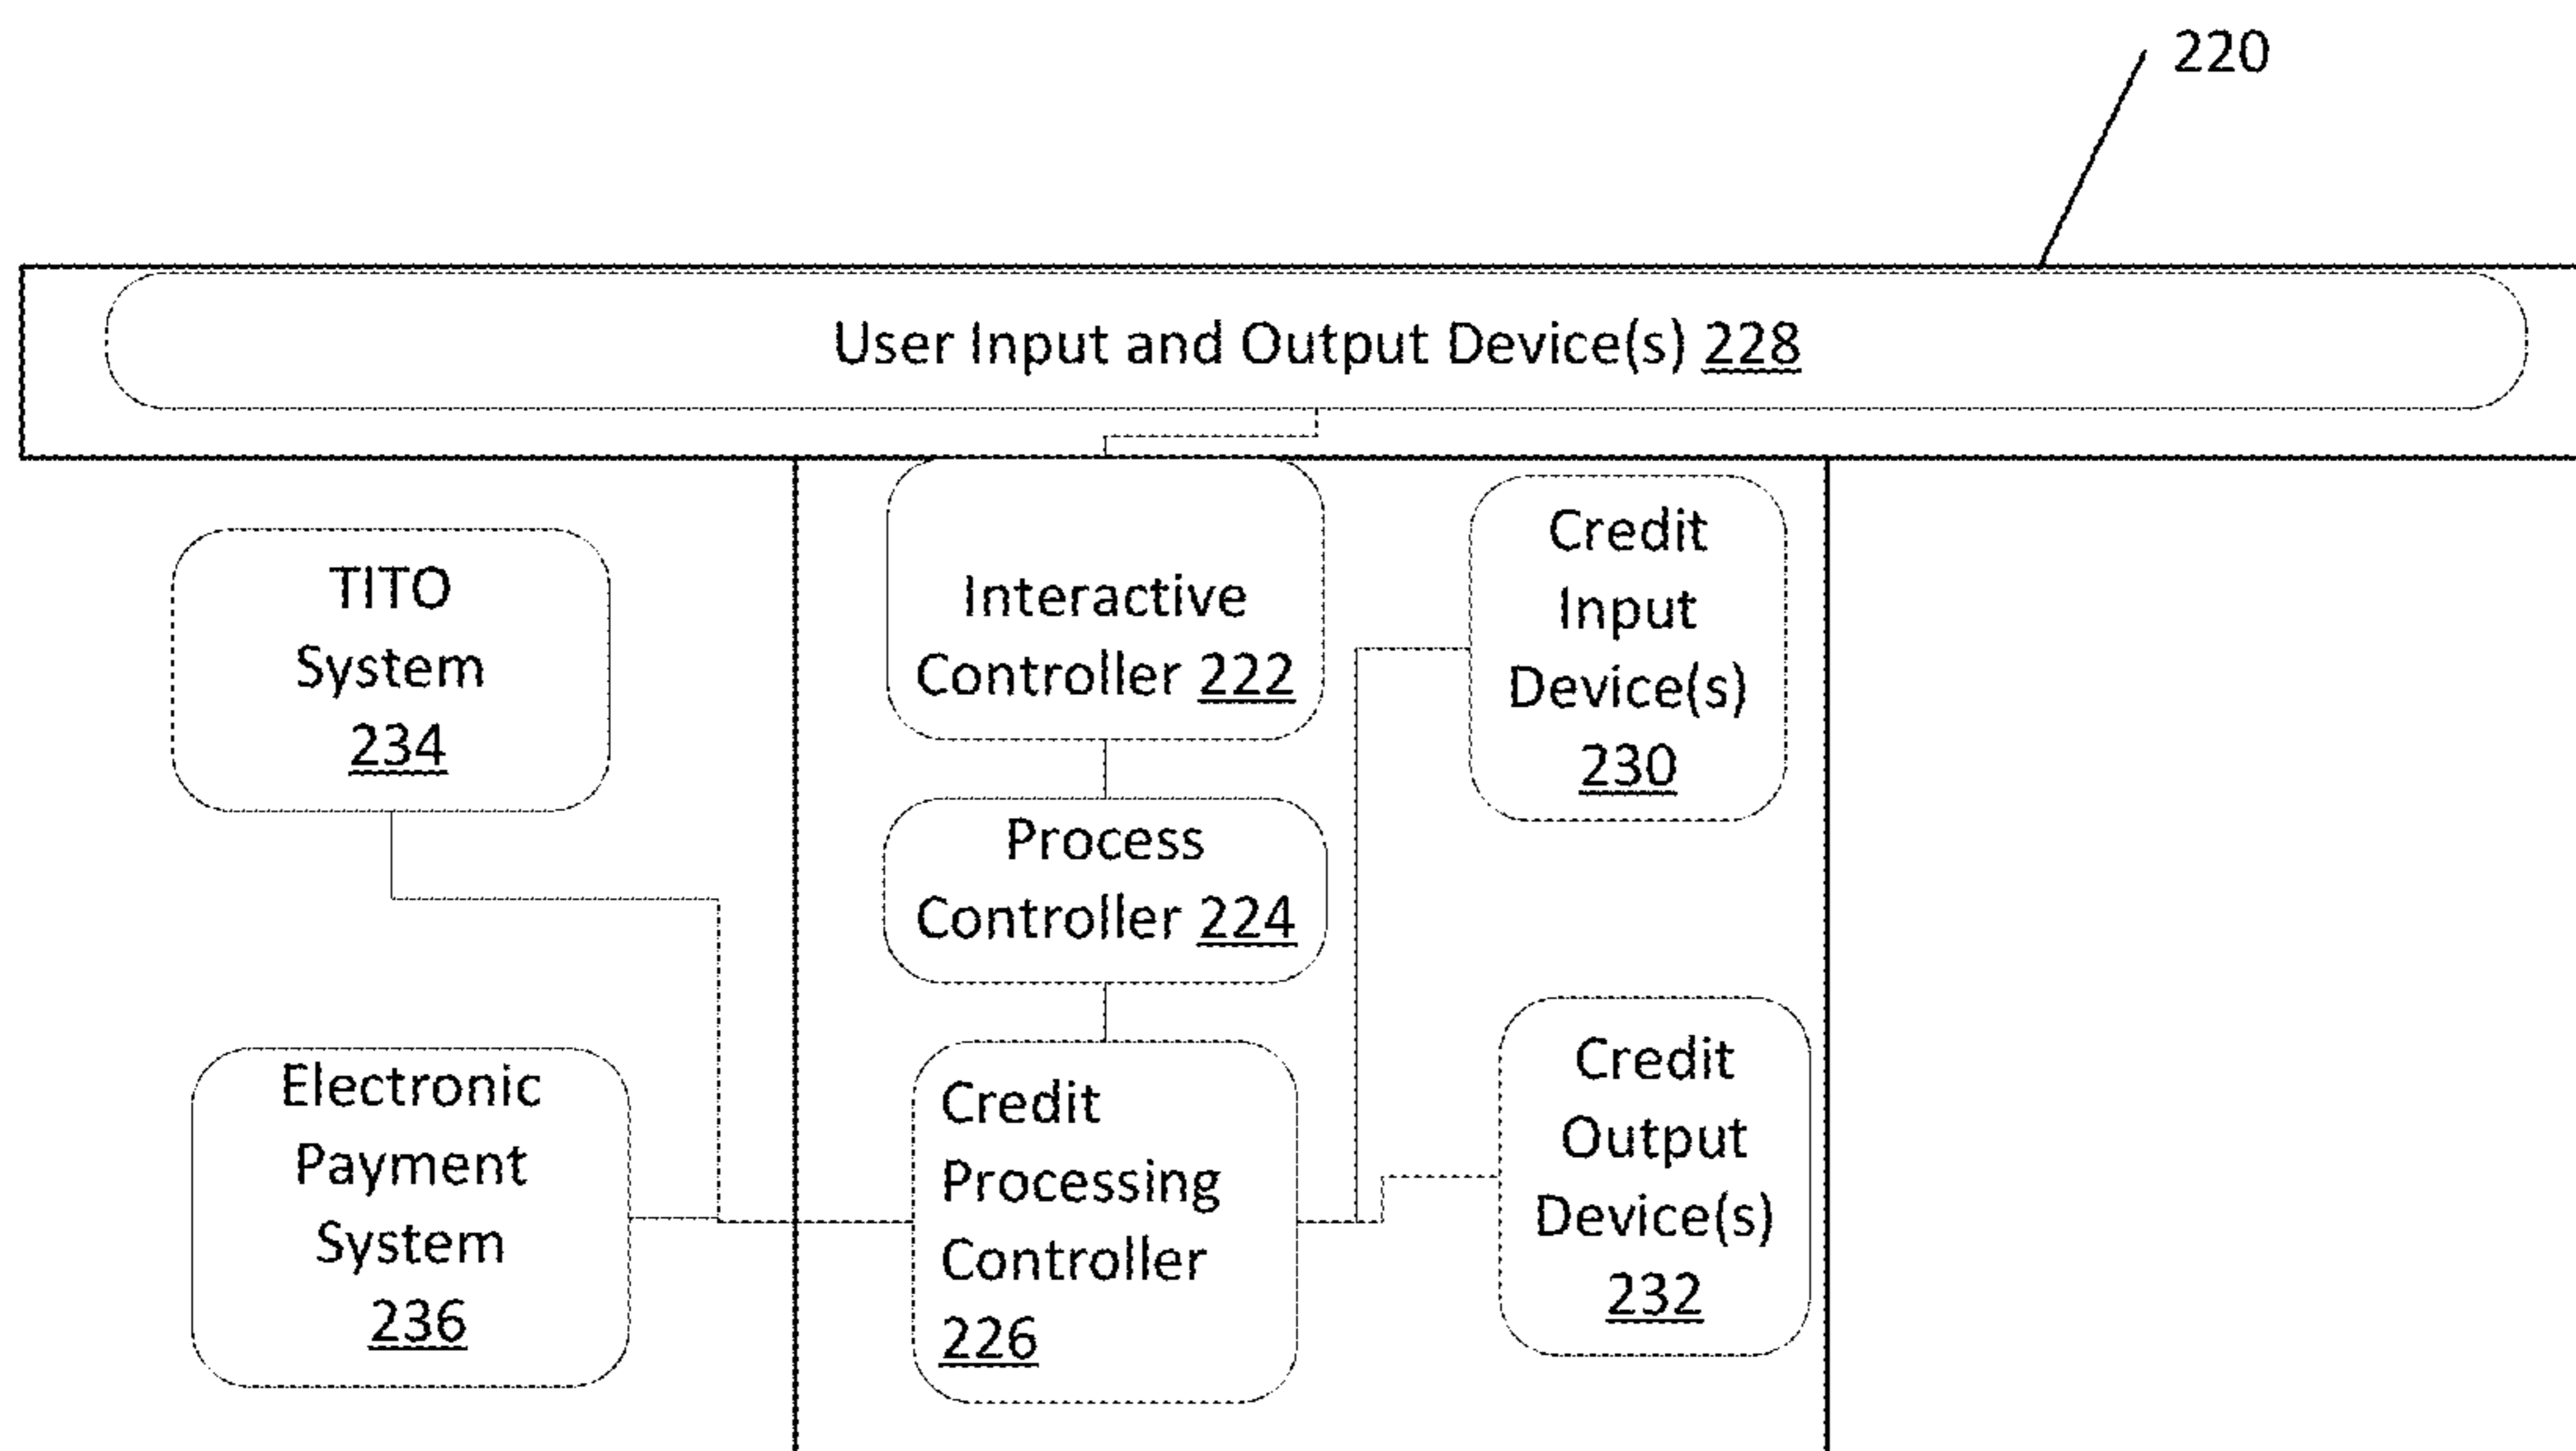 220
User Input and Output Device(s) 228
TITO
System
234
Interactive
Controller 222
Credit
Input
Device(s)
230
Process
Controller 224
Electronic
Payment
System
236
Credit
Processing
Controller
226
Credit
Output
Device(s)
232